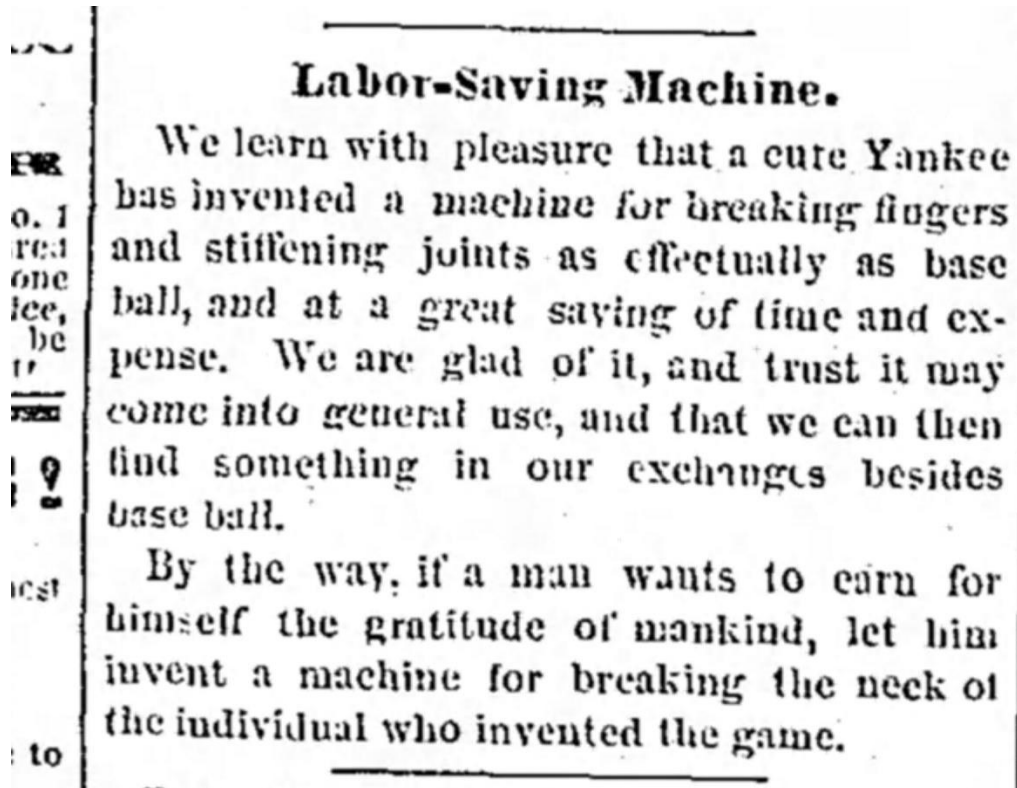 Labor-Saving Machine.
We learn with pleasure that a cute Yankee
has invented a machine for breaking fingers
and stiffening joints as effectually as base
ball, and at a great saving of time and ex-
pense. We are glad of it, and trust it may
come into general use, and that we can then
find something in our exchanges besides
base ball.
By the way, if a man wants to earn for
himself the gratitude of mankind, let him
invent a machine for breaking the neck of
the individual who invented the game.
o. 1
one
be
to